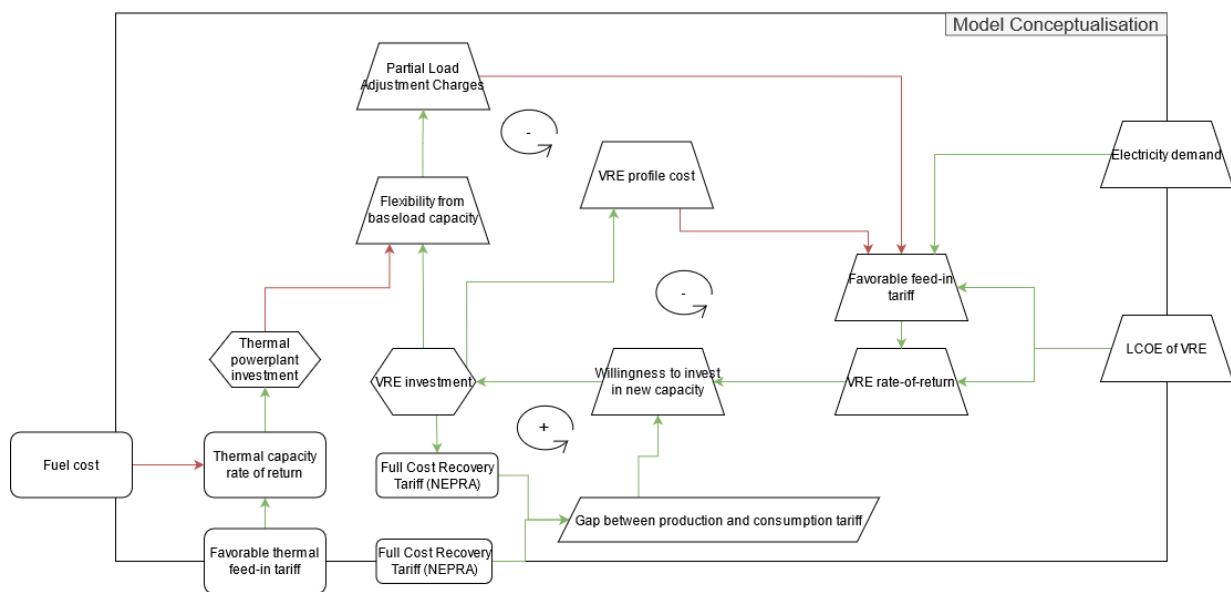 Model Conceptualisation
Partial Load
Adjustment Charges
-
Electricity demand
VRE profile cost
Flexibility from
baseload capacity
Favorable feed-in
tariff
-
Thermal
powerplant
investment
VRE investment
Willingness to invest
in new capacity
VRE rate-of-return
LCOE of VRE
+
Fuel cost
Thermal capacity
rate of return
Full Cost Recovery
Tariff (NEPRA)
Gap between production and consumption tariff
Favorable thermal
feed-in tariff
Full Cost Recovery
Tariff (NEPRA)